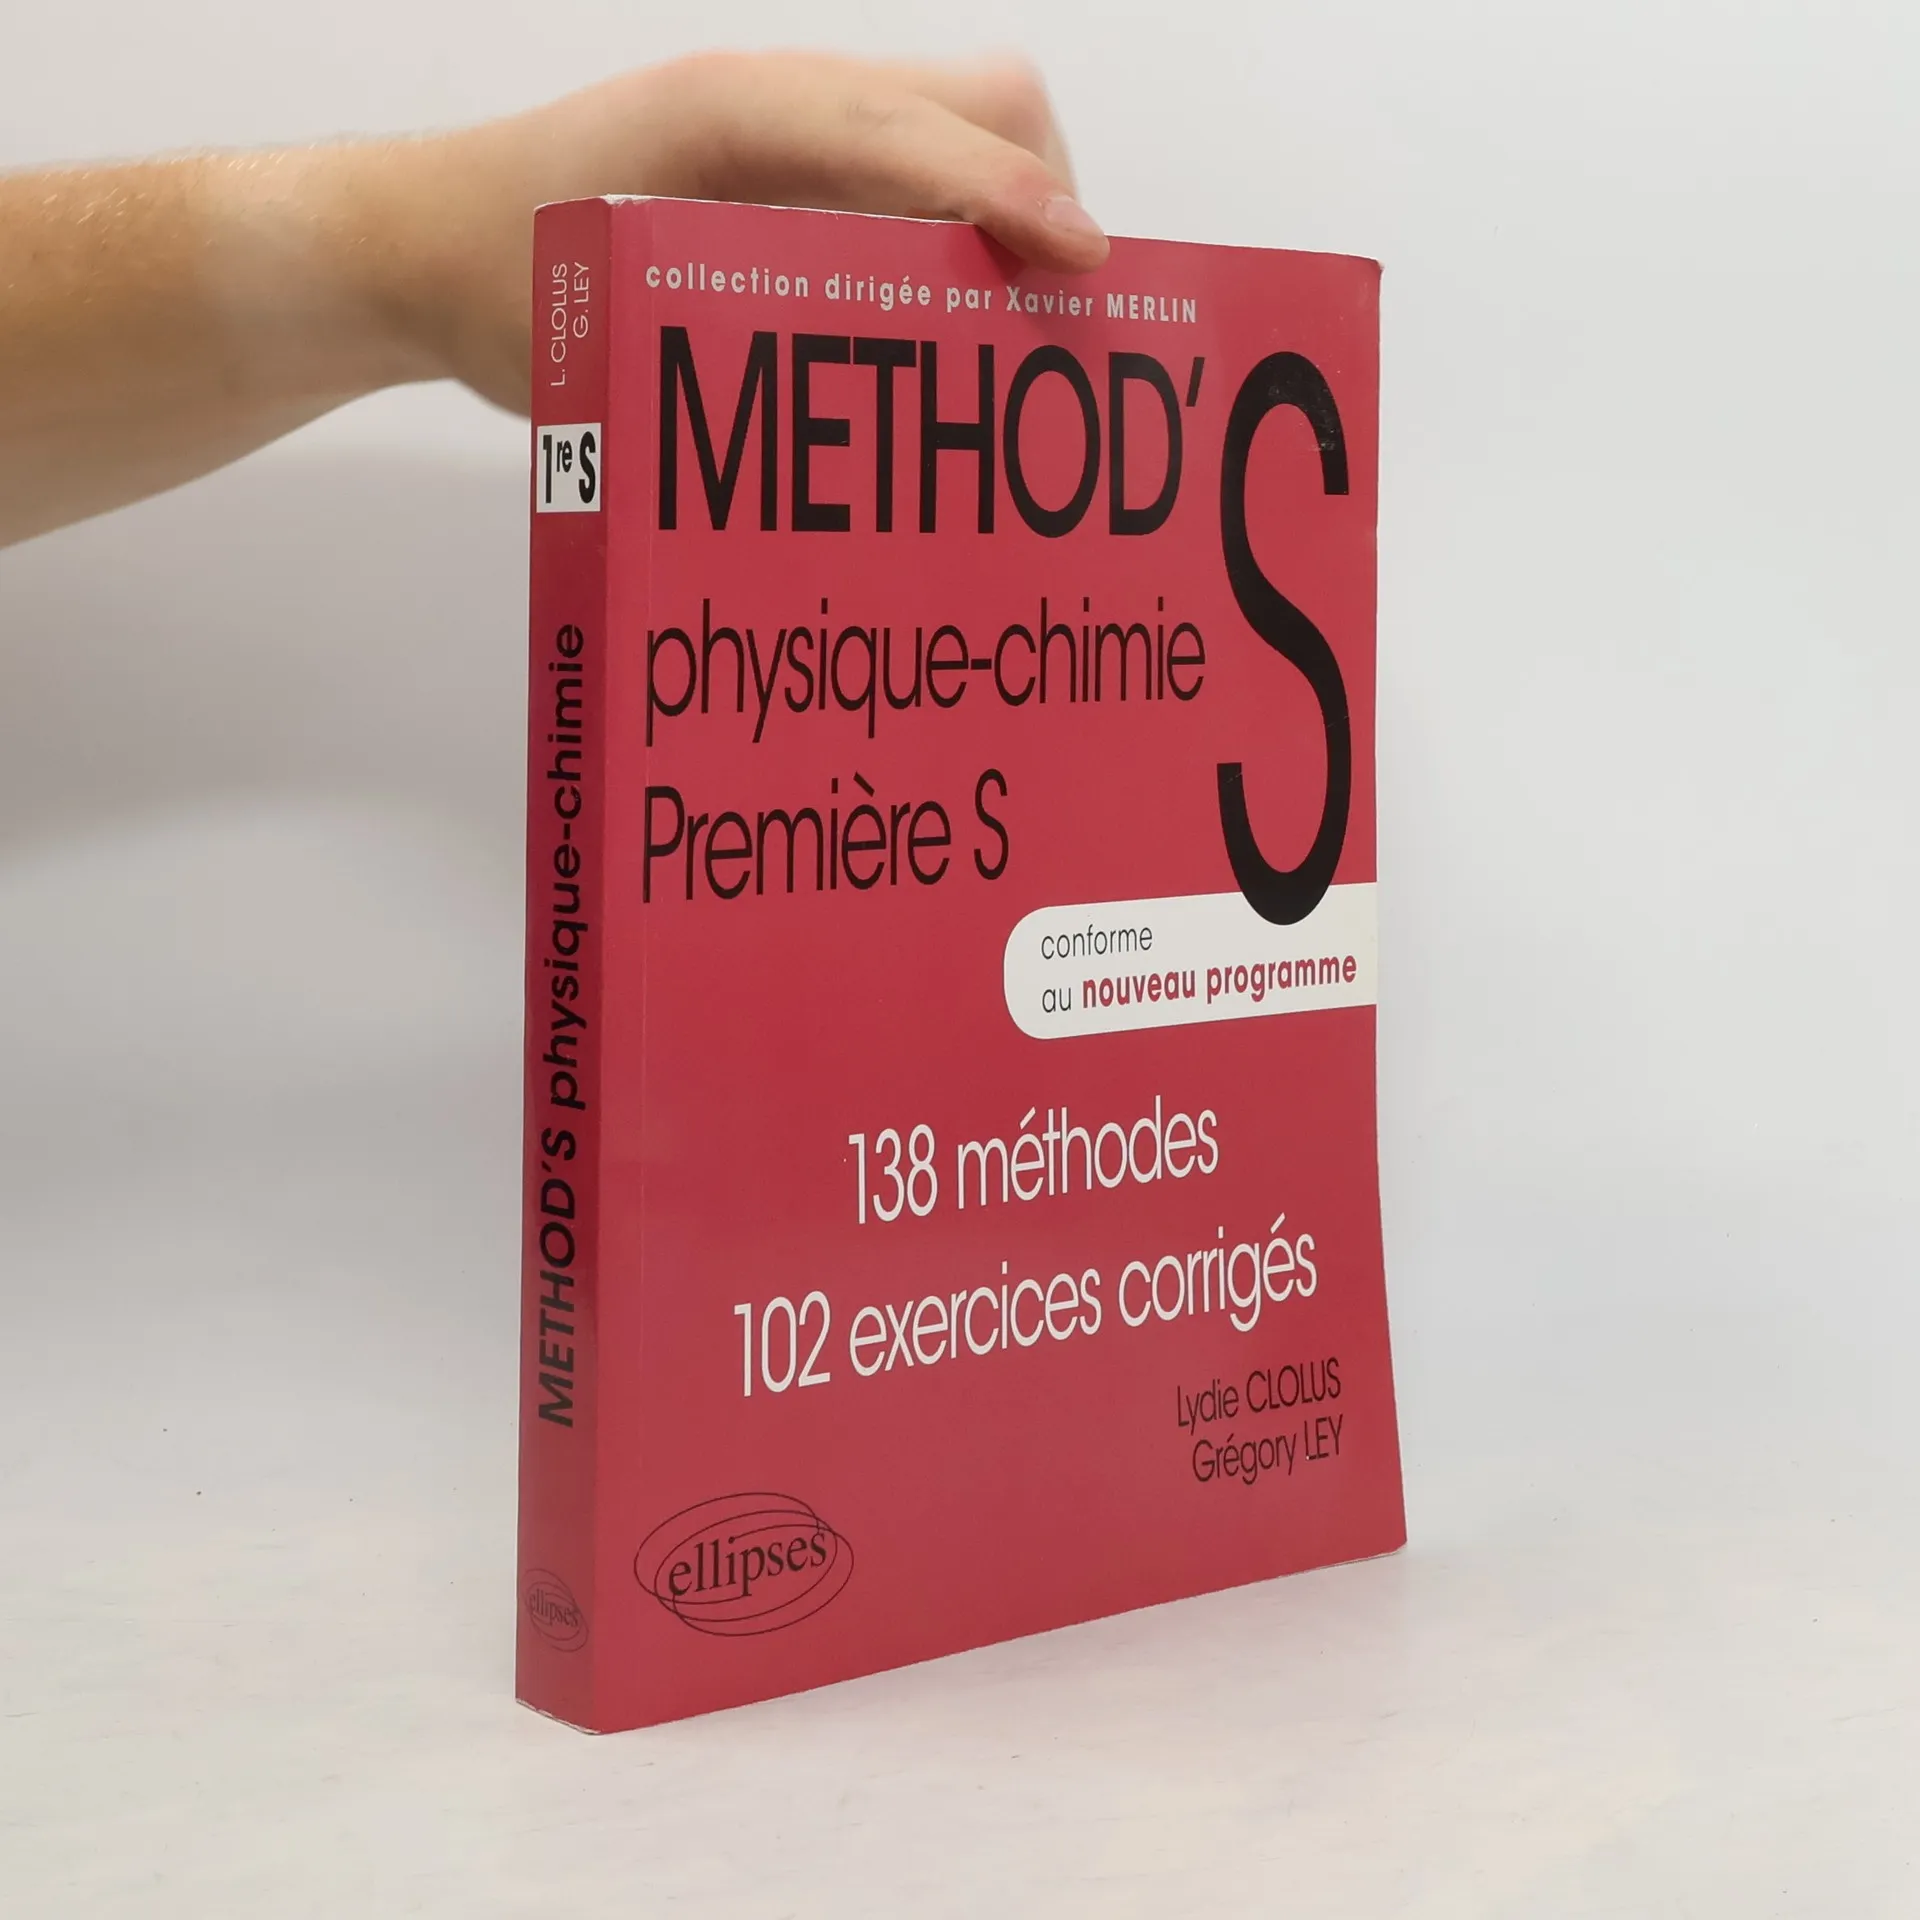 L. CLOLUS
G. LEY
1re S
METHOD'S physique-chimie
ellipses
collection dirigée par Xavier MERLIN
METHOD'S
physique-chimie
Première S
conforme
au nouveau programme
138 méthodes
102 exercices corrigés
Lydie CLOLUS
Grégory LEY
ellipses